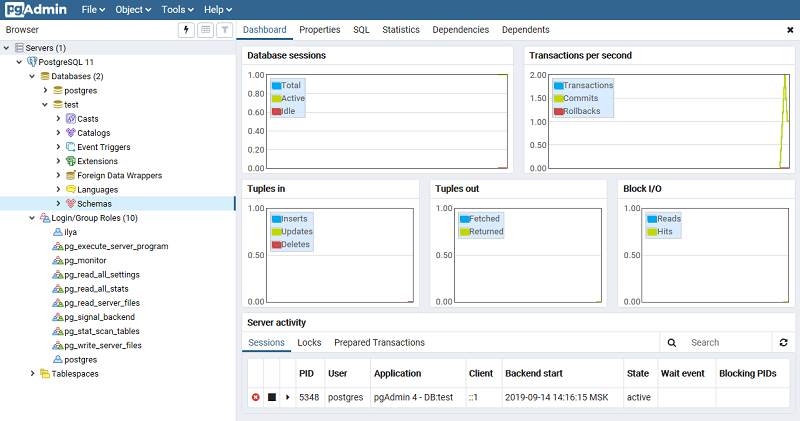 pgAdmin File Object Tools Help
Browser
Dashboard Properties SQL Statistics Dependencies Dependents
Servers (1)
PostgreSQL 11
Databases (2)
postgres
test
Casts
Catalogs
Event Triggers
Extensions
Foreign Data Wrappers
Languages
Schemas
Login/Group Roles (10)
ilya
pg_execute_server_program
pg_monitor
pg_read_all_settings
pg_read_all_stats
pg_read_server_files
pg_signal_backend
pg_stat_scan_tables
pg_write_server_files
postgres
Tablespaces
Database sessions
1.00
0.80
0.60
0.40
0.20
0.00
Total
Active
Idle
Transactions per second
2.00
1.50
1.00
0.50
0.00
Transactions
Commits
Rollbacks
Tuples in
1.00
0.50
0.00
Inserts
Updates
Deletes
Tuples out
1.00
0.50
0.00
Fetched
Returned
Block I/O
1.00
0.50
0.00
Reads
Hits
Server activity
Sessions Locks Prepared Transactions Search
PID User Application Client Backend start State Wait event Blocking PIDs
5348 postgres pgAdmin 4 - DB:test ::1 2019-09-14 14:16:15 MSK active